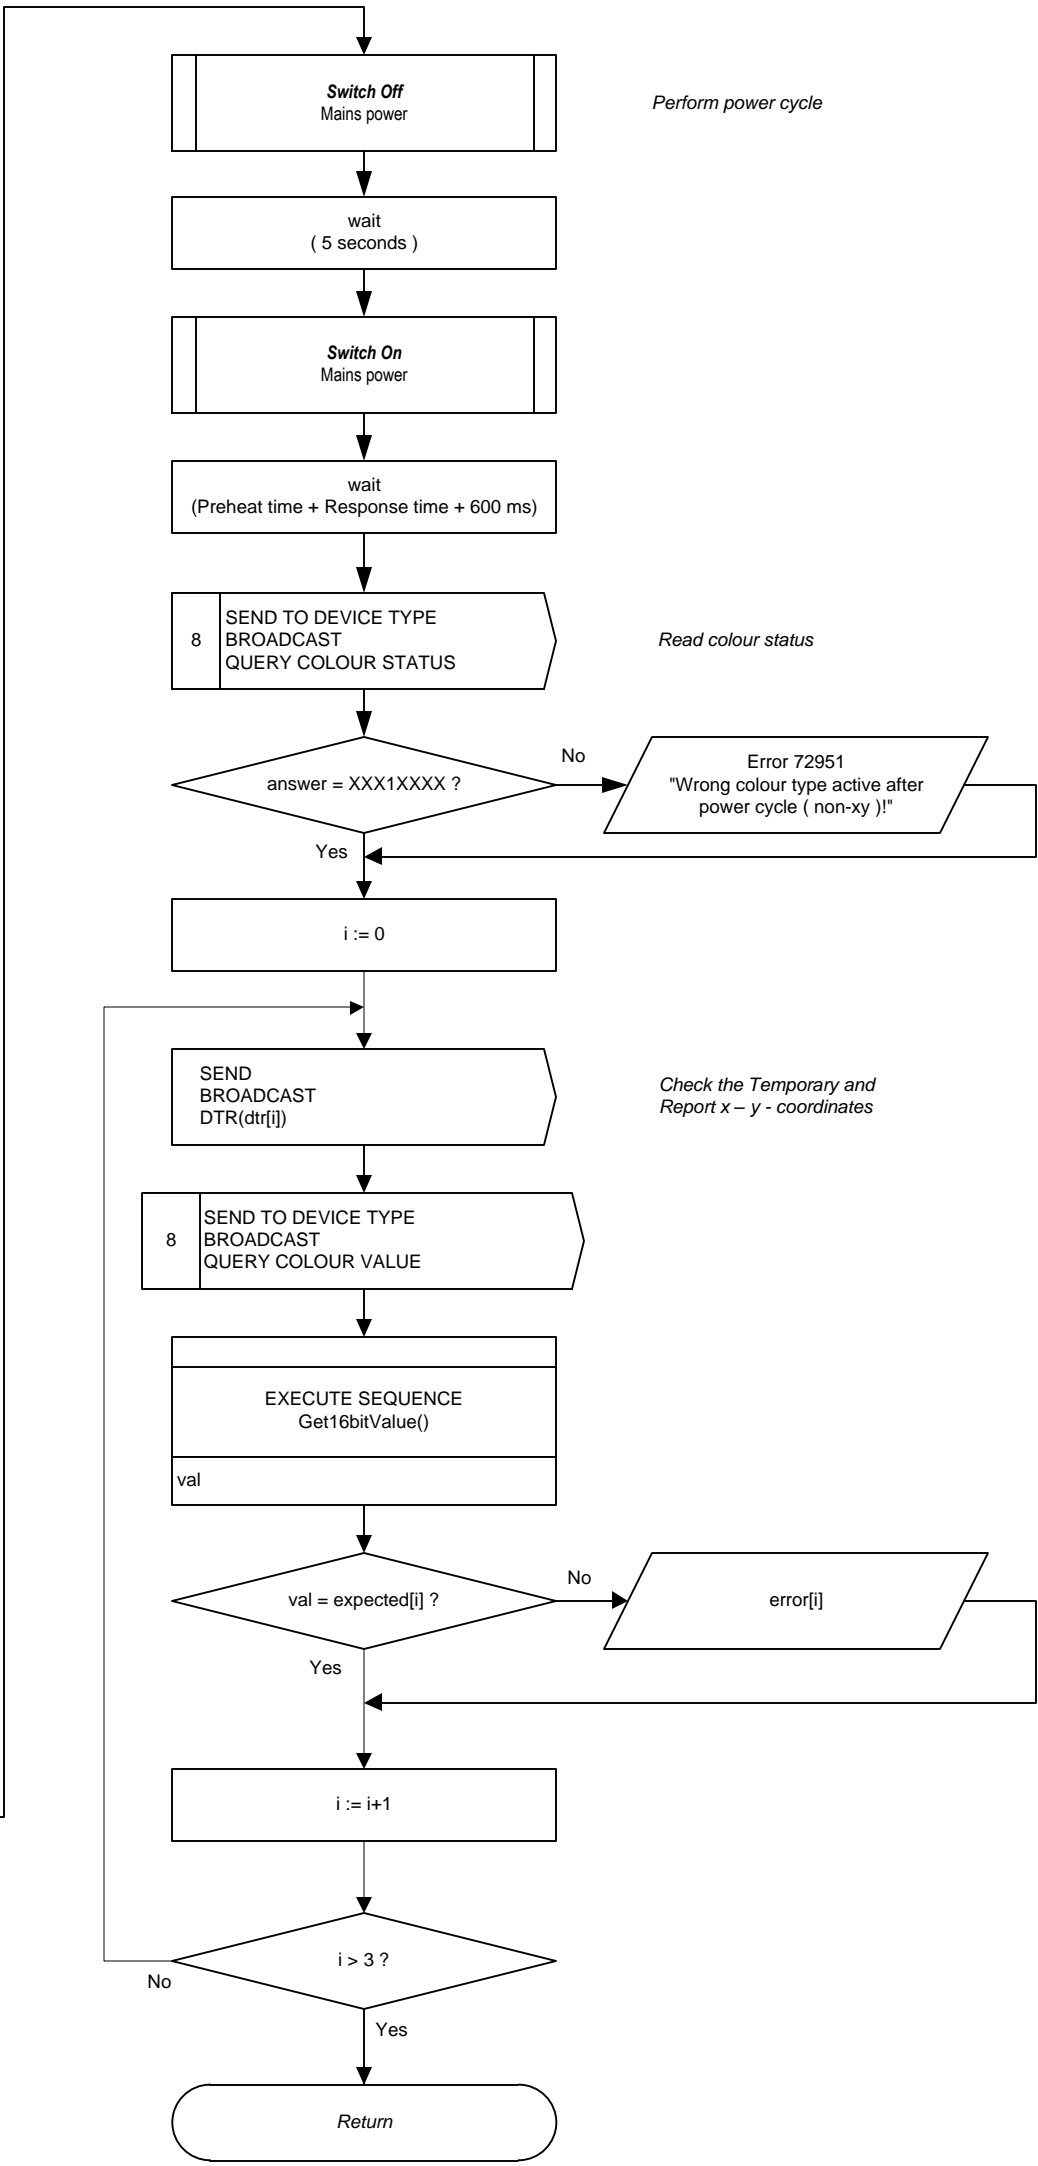 Switch Off
Mains power
Perform power cycle
wait
( 5 seconds )
Switch On
Mains power
wait
(Preheat time + Response time + 600 ms)
8
SEND TO DEVICE TYPE
BROADCAST
QUERY COLOUR STATUS
Read colour status
answer = XXX1XXXX ?
No
Error 72951
"Wrong colour type active after
power cycle ( non-xy )!"
Yes
i := 0
SEND
BROADCAST
DTR(dtr[i])
Check the Temporary and
Report x – y - coordinates
8
SEND TO DEVICE TYPE
BROADCAST
QUERY COLOUR VALUE
EXECUTE SEQUENCE
Get16bitValue()
val
val = expected[i] ?
No
error[i]
Yes
i := i+1
i > 3 ?
No
Yes
Return